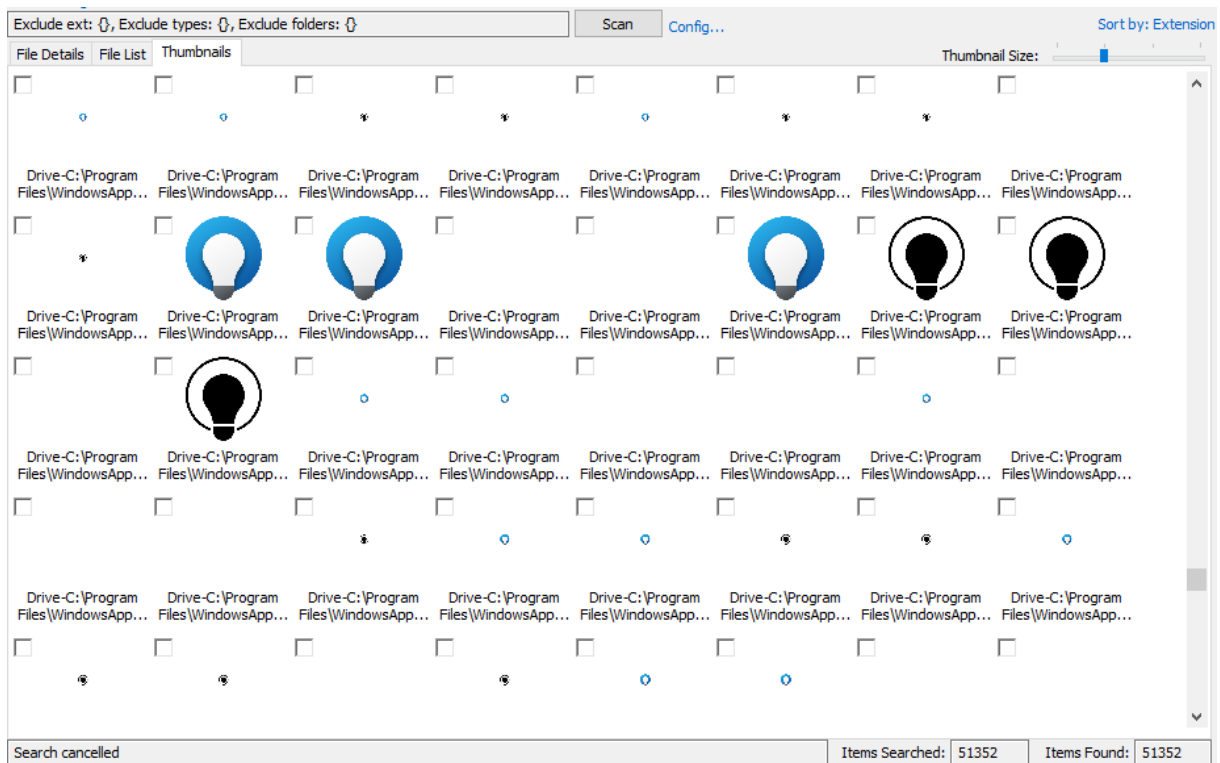 Exclude ext: {}, Exclude types: {}, Exclude folders: {} Scan Config... Sort by: Extension
File Details File List Thumbnails Thumbnail Size:
Drive-C:\Program Drive-C:\Program Drive-C:\Program Drive-C:\Program Drive-C:\Program Drive-C:\Program Drive-C:\Program Drive-C:\Program
Files\WindowsApp... Files\WindowsApp... Files\WindowsApp... Files\WindowsApp... Files\WindowsApp... Files\WindowsApp... Files\WindowsApp... Files\WindowsApp...
Drive-C:\Program Drive-C:\Program Drive-C:\Program Drive-C:\Program Drive-C:\Program Drive-C:\Program Drive-C:\Program Drive-C:\Program
Files\WindowsApp... Files\WindowsApp... Files\WindowsApp... Files\WindowsApp... Files\WindowsApp... Files\WindowsApp... Files\WindowsApp... Files\WindowsApp...
Drive-C:\Program Drive-C:\Program Drive-C:\Program Drive-C:\Program Drive-C:\Program Drive-C:\Program Drive-C:\Program Drive-C:\Program
Files\WindowsApp... Files\WindowsApp... Files\WindowsApp... Files\WindowsApp... Files\WindowsApp... Files\WindowsApp... Files\WindowsApp... Files\WindowsApp...
Drive-C:\Program Drive-C:\Program Drive-C:\Program Drive-C:\Program Drive-C:\Program Drive-C:\Program Drive-C:\Program Drive-C:\Program
Files\WindowsApp... Files\WindowsApp... Files\WindowsApp... Files\WindowsApp... Files\WindowsApp... Files\WindowsApp... Files\WindowsApp... Files\WindowsApp...
Search cancelled Items Searched: 51352 Items Found: 51352